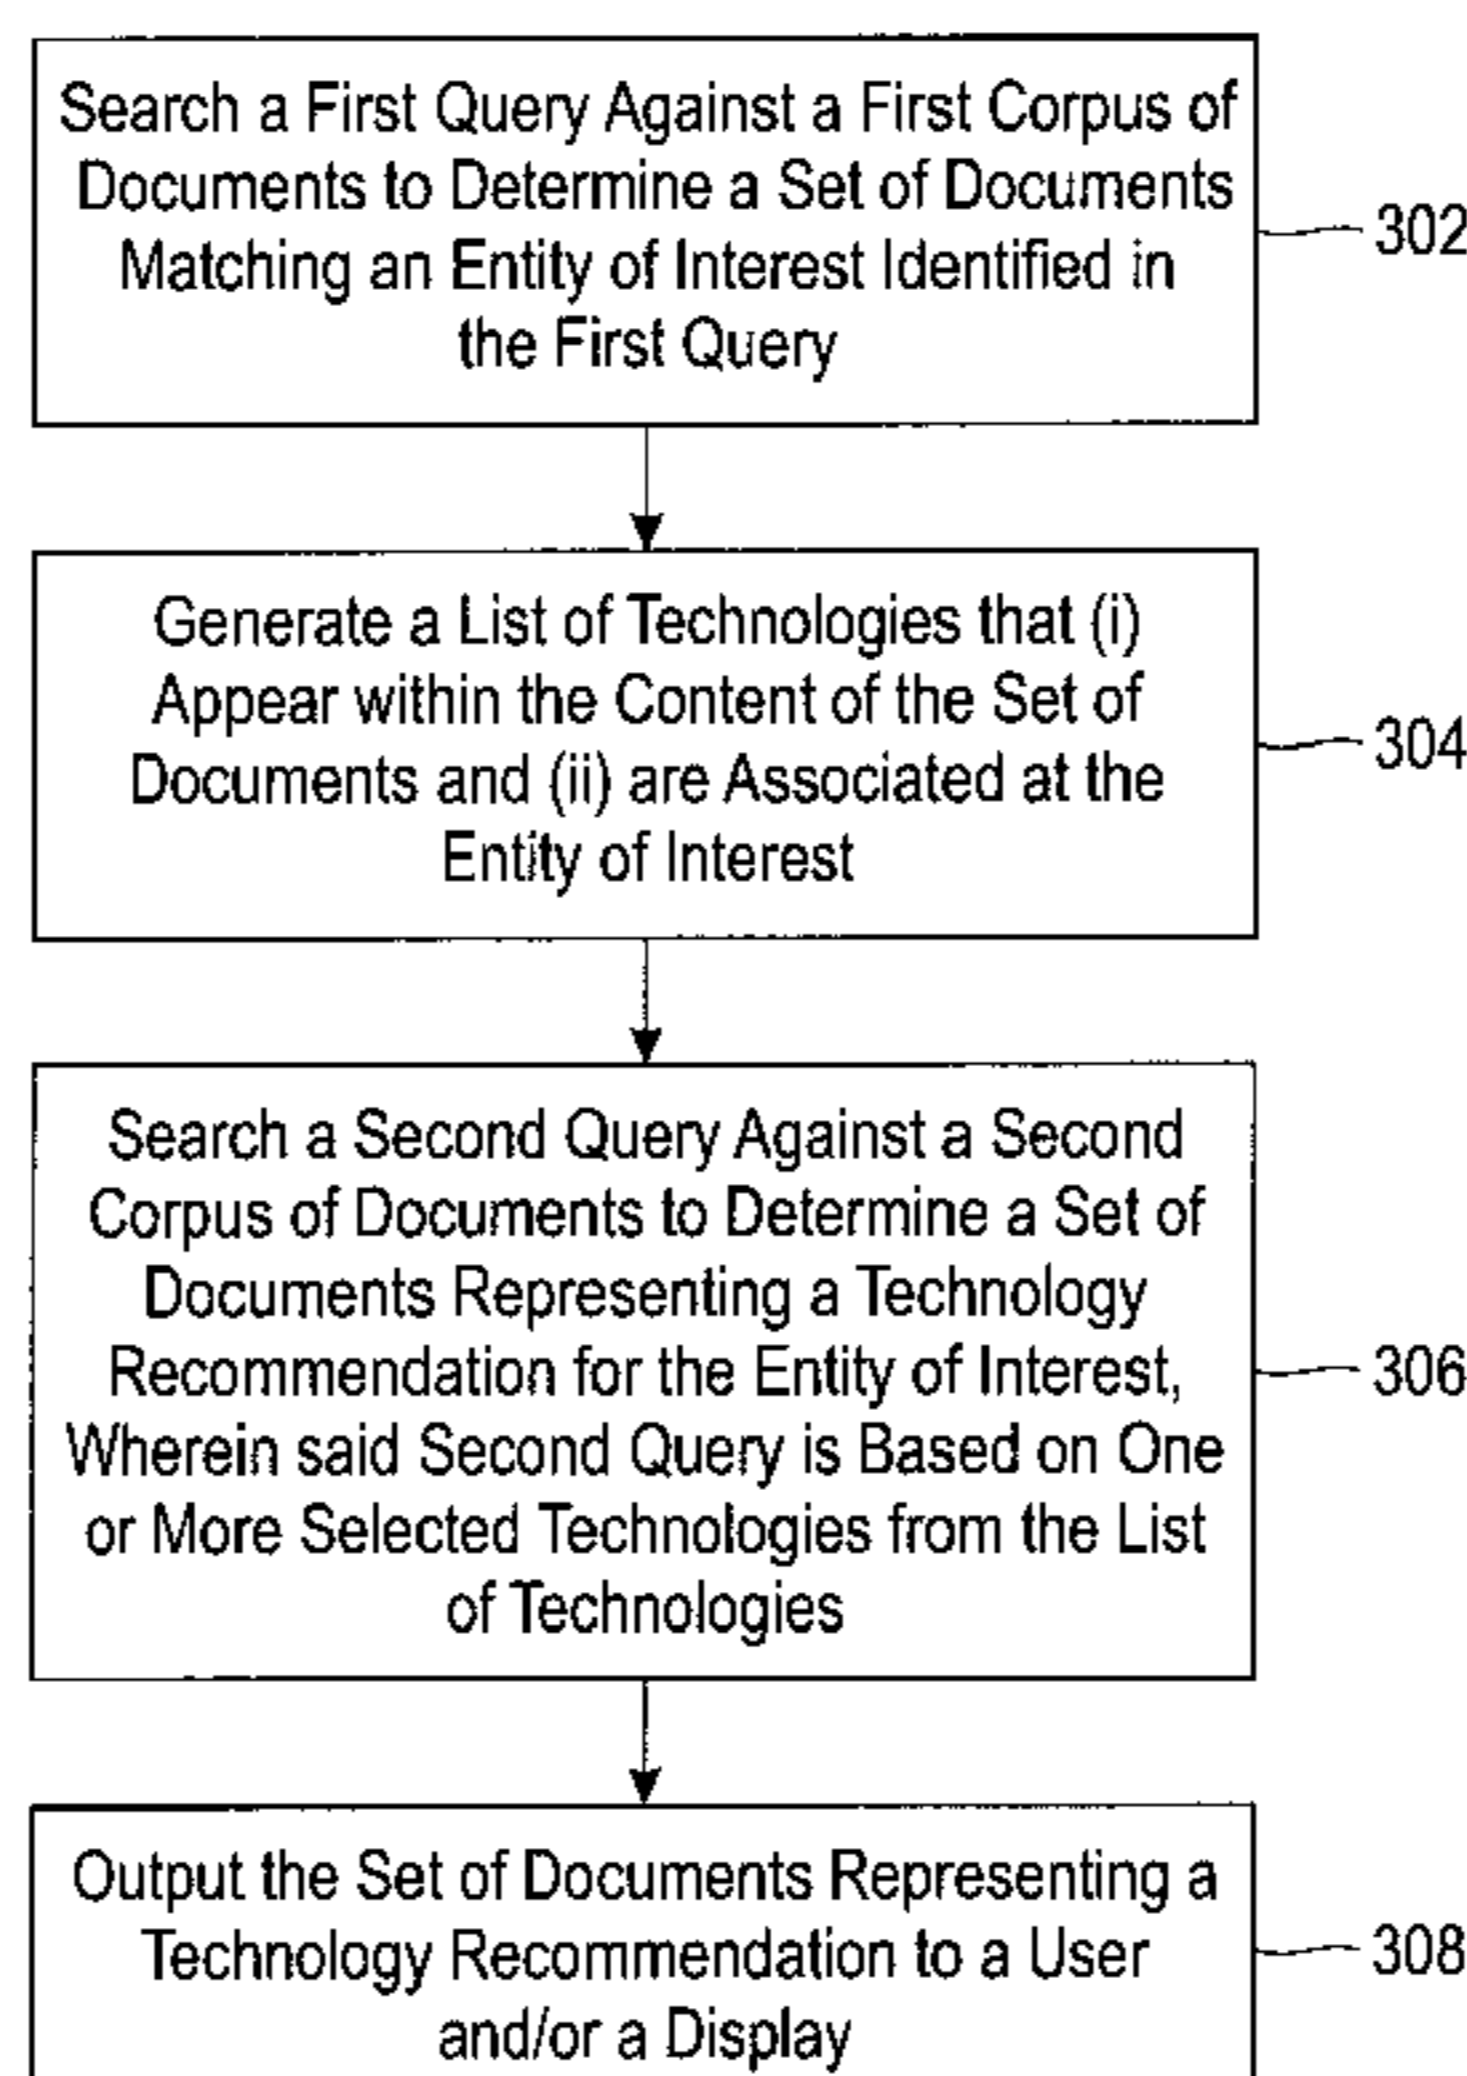 Search a First Query Against a First Corpus of
Documents to Determine a Set of Documents
Matching an Entity of Interest Identified in
the First Query
302
Generate a List of Technologies that (i)
Appear within the Content of the Set of
Documents and (ii) are Associated at the
Entity of Interest
304
Search a Second Query Against a Second
Corpus of Documents to Determine a Set of
Documents Representing a Technology
Recommendation for the Entity of Interest,
Wherein said Second Query is Based on One
or More Selected Technologies from the List
of Technologies
306
Output the Set of Documents Representing a
Technology Recommendation to a User
and/or a Display
308